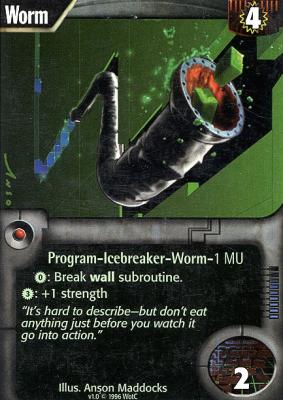 Worm
4
ANSON
Program-Icebreaker-Worm-1 MU
0: Break wall subroutine.
3: +1 strength
"It's hard to describe—but don't eat
anything just before you watch it
go into action."
Illus. Anson Maddocks
v1.0 © 1996 WotC
2